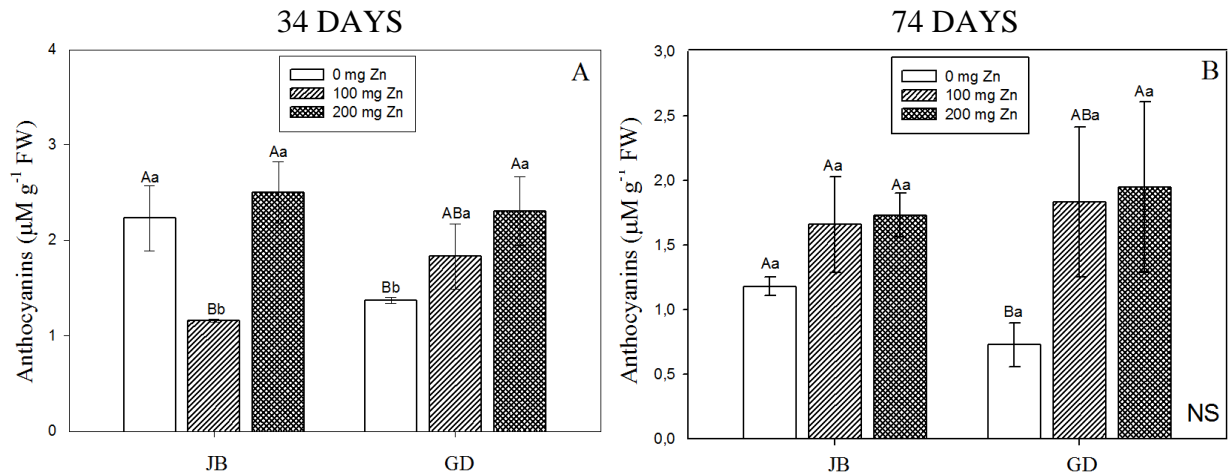 34 DAYS
A
4
3
2
1
0
Anthocyanins (µM g⁻¹ FW)
0 mg Zn
100 mg Zn
200 mg Zn
Aa
Bb
Aa
Bb
ABa
Aa
JB GD
74 DAYS
B
3,0
2,5
2,0
1,5
1,0
0,5
0,0
Anthocyanins (µM g⁻¹ FW)
0 mg Zn
100 mg Zn
200 mg Zn
Aa
Aa
Aa
Ba
ABa
Aa
NS
JB GD